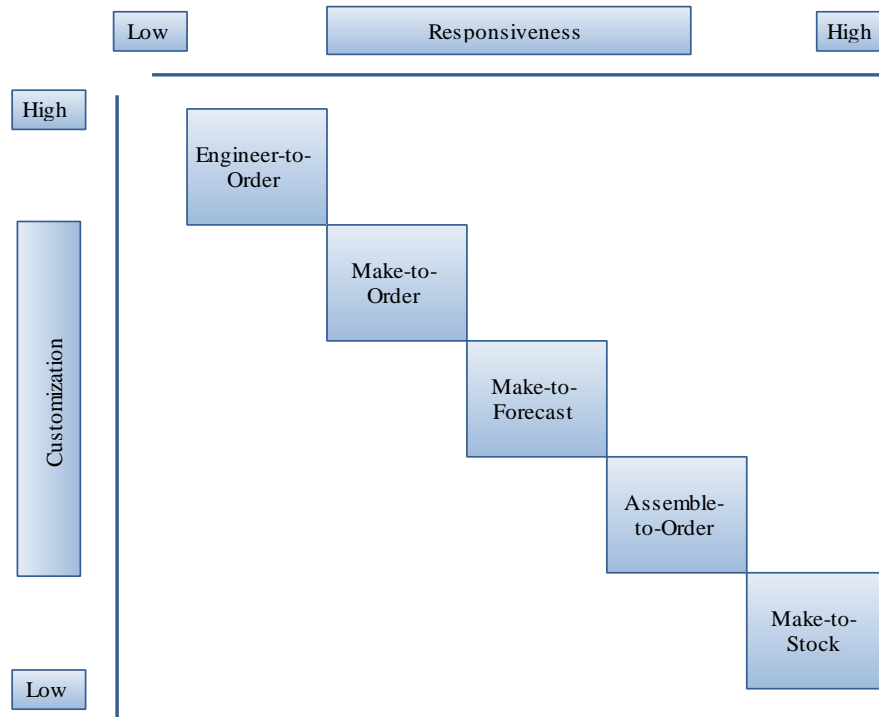 Low
Responsiveness
High
High
Engineer-to-
Order
Make-to-
Order
Customization
Make-to-
Forecast
Assemble-
to-Order
Make-to-
Stock
Low